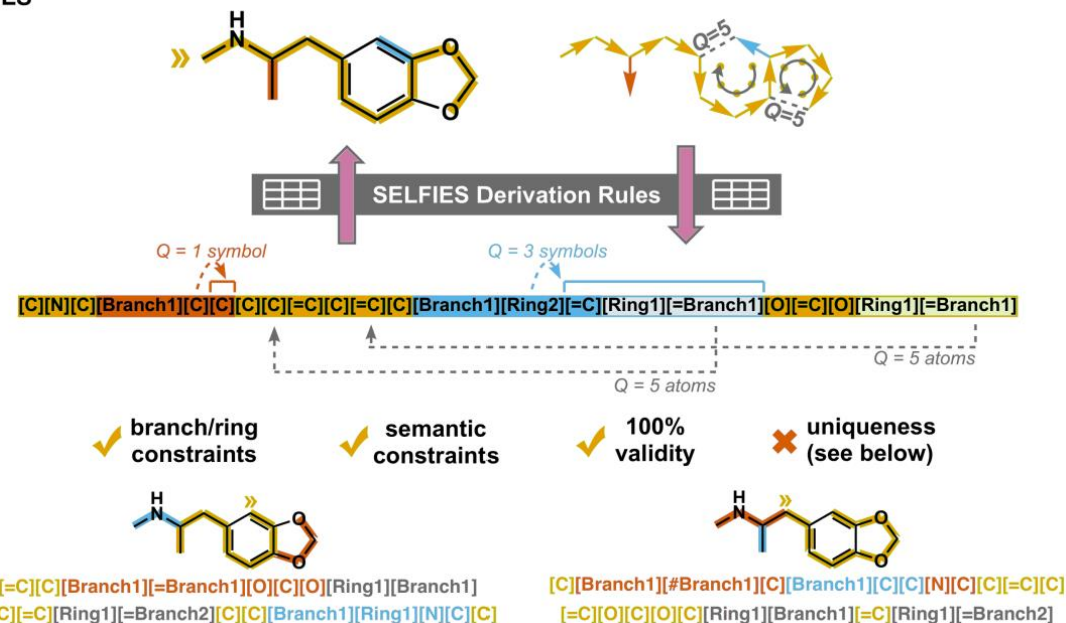 H
N
»
O
O
Q=5
Q=5
SELFIES Derivation Rules
Q = 1 symbol
Q = 3 symbols
[C][N][C][Branch1][C][C][C][C][=C][C][=C][C][Branch1][Ring2][=C][Ring1][=Branch1][O][=C][O][Ring1][=Branch1]
Q = 5 atoms
Q = 5 atoms
branch/ring
constraints
semantic
constraints
100%
validity
uniqueness
(see below)
H
N
»
O
O
H
N
»
O
O
[=C][C][Branch1][=Branch1][O][C][O][Ring1][Branch1]
C][=C][Ring1][=Branch2][C][C][Branch1][Ring1][N][C][C]
[C][Branch1][#Branch1][C][Branch1][C][C][N][C][C][=C][C]
[=C][O][C][O][C][Ring1][Branch1][=C][Ring1][=Branch2]